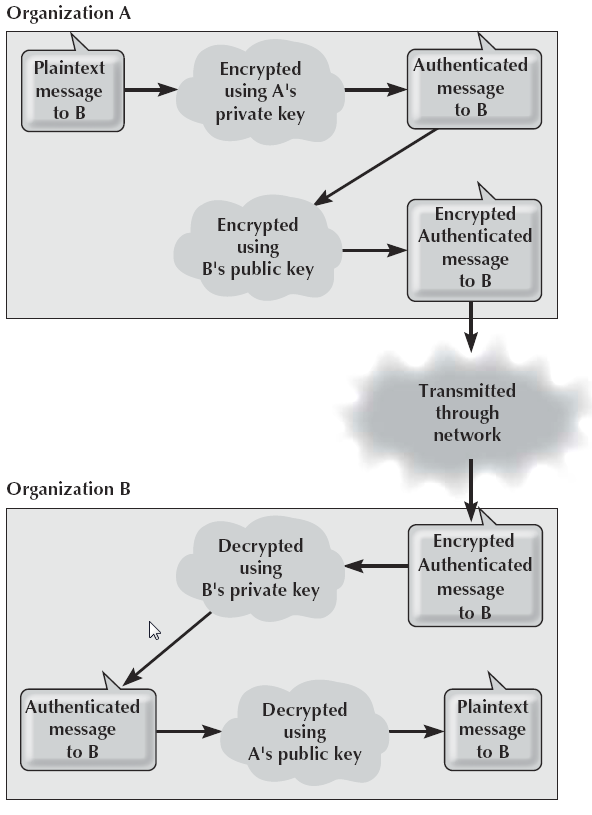 Organization A
Plaintext
message
to B
Encrypted
using A's
private key
Authenticated
message
to B
Encrypted
using
B's public key
Encrypted
Authenticated
message
to B
Transmitted
through
network
Organization B
Encrypted
Authenticated
message
to B
Decrypted
using
B's private key
Authenticated
message
to B
Decrypted
using
A's public key
Plaintext
message
to B